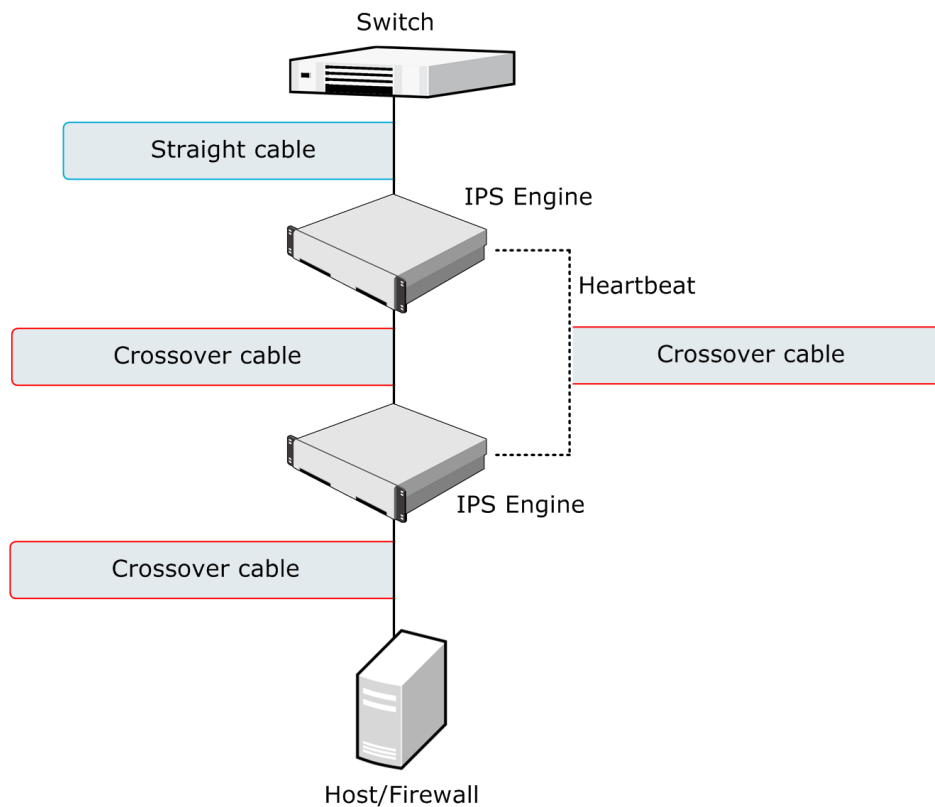 Switch
Straight cable
IPS Engine
Heartbeat
Crossover cable
Crossover cable
IPS Engine
Crossover cable
Host/Firewall